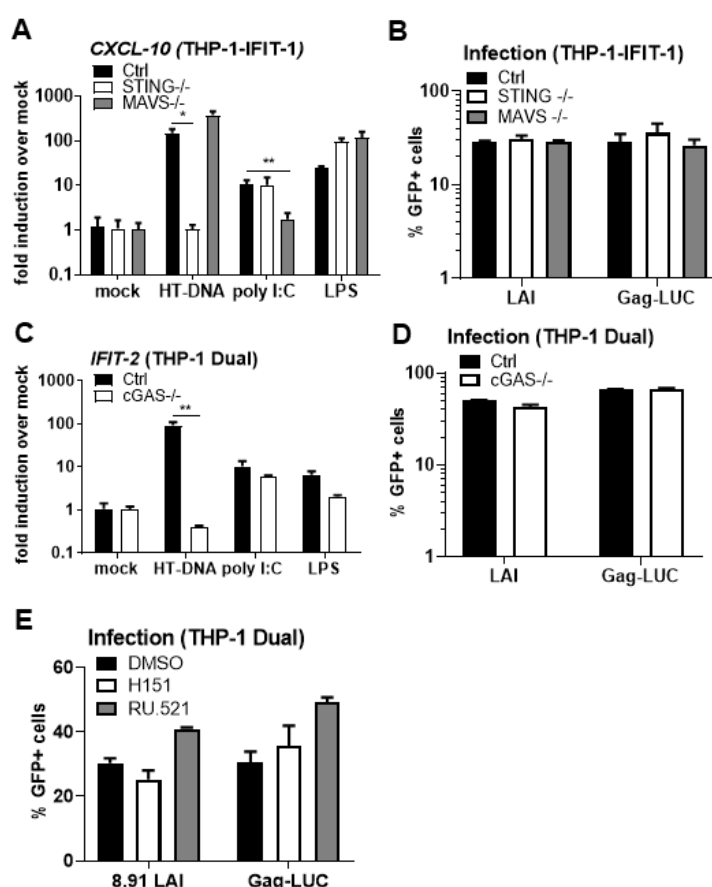 A
CXCL-10 (THP-1-IFIT-1)
Ctrl
STING-/-
MAVS-/-
fold induction over mock
1000
100
10
1
0.1
*
**
mock HT-DNA poly I:C LPS
B
Infection (THP-1-IFIT-1)
Ctrl
STING -/-
MAVS -/-
% GFP+ cells
100
10
1
LAI Gag-LUC
C
IFIT-2 (THP-1 Dual)
Ctrl
cGAS-/-
fold induction over mock
1000
100
10
1
0.1
**
mock HT-DNA poly I:C LPS
D
Infection (THP-1 Dual)
Ctrl
cGAS-/-
% GFP+ cells
100
10
1
LAI Gag-LUC
E
Infection (THP-1 Dual)
DMSO
H151
RU.521
% GFP+ cells
60
40
20
0
8.91 LAI Gag-LUC